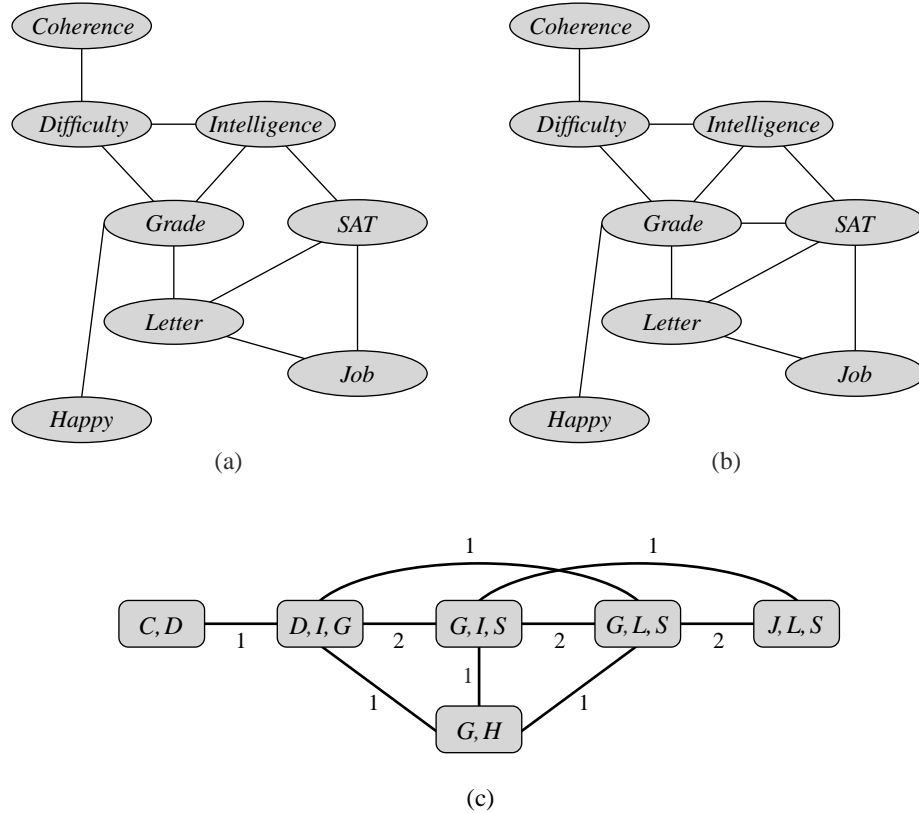 Coherence
Difficulty Intelligence
Grade SAT
Letter
Job
Happy
(a)
Coherence
Difficulty Intelligence
Grade SAT
Letter
Job
Happy
(b)
1 1
C, D D, I, G G, I, S G, L, S J, L, S
1 2 2 2
1 1 1
G, H
(c)